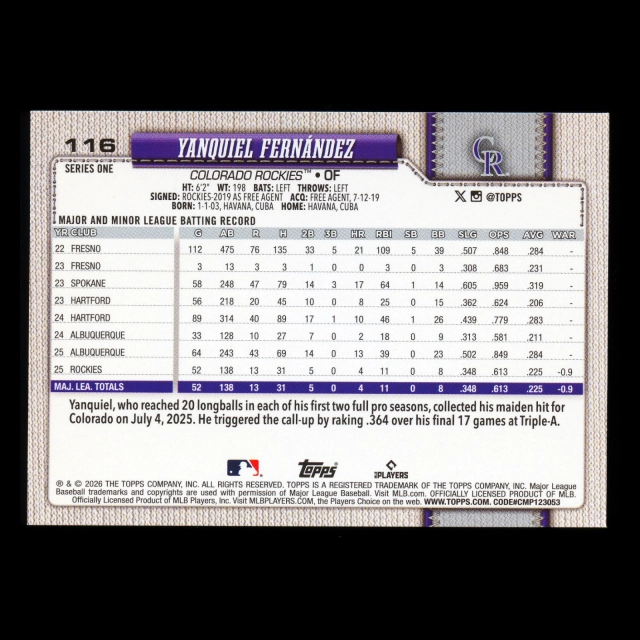 116
YANQUIEL FERNÁNDEZ
CR
SERIES ONE
COLORADO ROCKIES™ • OF
HT: 6'2" WT: 198 BATS: LEFT THROWS: LEFT
SIGNED: ROCKIES-2019 AS FREE AGENT ACQ: FREE AGENT, 7-12-19
BORN: 1-1-03, HAVANA, CUBA HOME: HAVANA, CUBA
X @TOPPS
MAJOR AND MINOR LEAGUE BATTING RECORD
YR CLUB G AB R H 2B 3B HR RBI SB BB SLG OPS AVG WAR
22 FRESNO 112 475 76 135 33 5 21 109 5 39 .507 .848 .284 -
23 FRESNO 3 13 3 3 1 0 0 3 0 3 .308 .683 .231 -
23 SPOKANE 58 248 47 79 14 3 17 64 1 14 .605 .959 .319 -
23 HARTFORD 56 218 20 45 10 0 8 25 0 15 .362 .624 .206 -
24 HARTFORD 89 314 40 89 17 1 10 46 1 26 .439 .779 .283 -
24 ALBUQUERQUE 33 128 10 27 7 0 2 18 0 9 .313 .581 .211 -
25 ALBUQUERQUE 64 243 43 69 14 0 13 39 0 23 .502 .849 .284 -
25 ROCKIES 52 138 13 31 5 0 4 11 0 8 .348 .613 .225 -0.9
MAJ. LEA. TOTALS 52 138 13 31 5 0 4 11 0 8 .348 .613 .225 -0.9
Yanquiel, who reached 20 longballs in each of his first two full pro seasons, collected his maiden hit for
Colorado on July 4, 2025. He triggered the call-up by raking .364 over his final 17 games at Triple-A.
Topps
PLAYERS
® & © 2026 THE TOPPS COMPANY, INC. ALL RIGHTS RESERVED. TOPPS IS A REGISTERED TRADEMARK OF THE TOPPS COMPANY, INC. Major League
Baseball trademarks and copyrights are used with permission of Major League Baseball. Visit MLB.com. OFFICIALLY LICENSED PRODUCT OF MLB.
Officially Licensed Product of MLB Players, Inc. Visit MLBPLAYERS.COM, the Players Choice on the web. WWW.TOPPS.COM. CODE#CMP123053